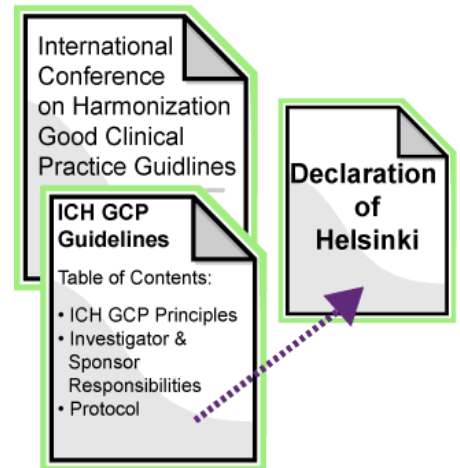 International
Conference
on Harmonization
Good Clinical
Practice Guidlines
ICH GCP
Guidelines
Table of Contents:
• ICH GCP Principles
• Investigator &
Sponsor
Responsibilities
• Protocol
Declaration
of
Helsinki